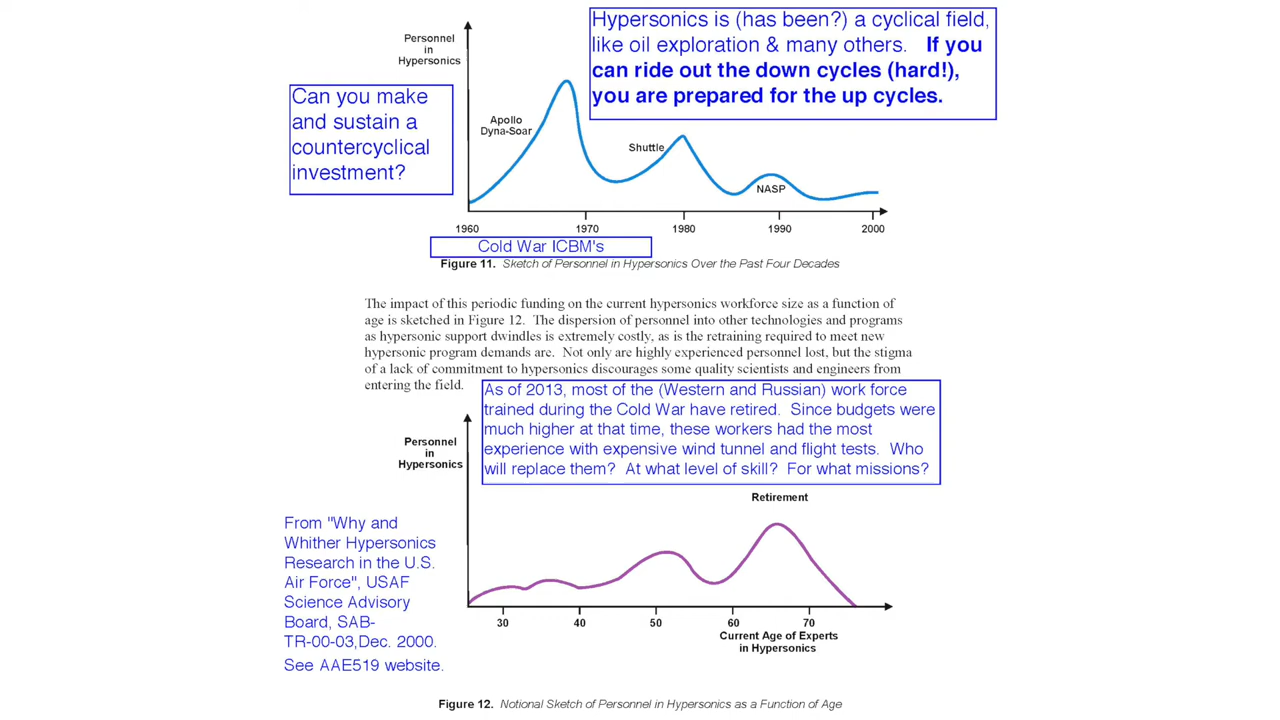 Hypersonics is (has been?) a cyclical field,
like oil exploration & many others. If you
can ride out the down cycles (hard!),
you are prepared for the up cycles.
Personnel
in
Hypersonics
Can you make
and sustain a
countercyclical
investment?
Apollo
Dyna-Soar
Shuttle
NASP
1960 1970 1980 1990 2000
Cold War ICBM's
Figure 11. Sketch of Personnel in Hypersonics Over the Past Four Decades
The impact of this periodic funding on the current hypersonics workforce size as a function of
age is sketched in Figure 12. The dispersion of personnel into other technologies and programs
as hypersonic support dwindles is extremely costly, as is the retraining required to meet new
hypersonic program demands are. Not only are highly experienced personnel lost, but the stigma
of a lack of commitment to hypersonics discourages some quality scientists and engineers from
entering the field.
As of 2013, most of the (Western and Russian) work force
trained during the Cold War have retired. Since budgets were
much higher at that time, these workers had the most
experience with expensive wind tunnel and flight tests. Who
will replace them? At what level of skill? For what missions?
Personnel
in
Hypersonics
Retirement
From "Why and
Whither Hypersonics
Research in the U.S.
Air Force", USAF
Science Advisory
Board, SAB-
TR-00-03,Dec. 2000.
See AAE519 website.
30 40 50 60 70
Current Age of Experts
in Hypersonics
Figure 12. Notional Sketch of Personnel in Hypersonics as a Function of Age